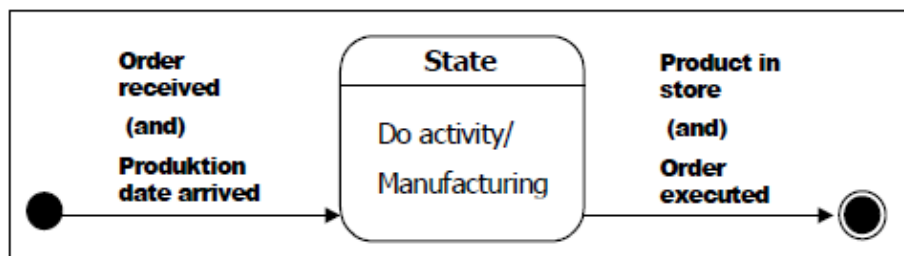 Order
received
(and)
Produktion
date arrived
State
Do activity/
Manufacturing
Product in
store
(and)
Order
executed